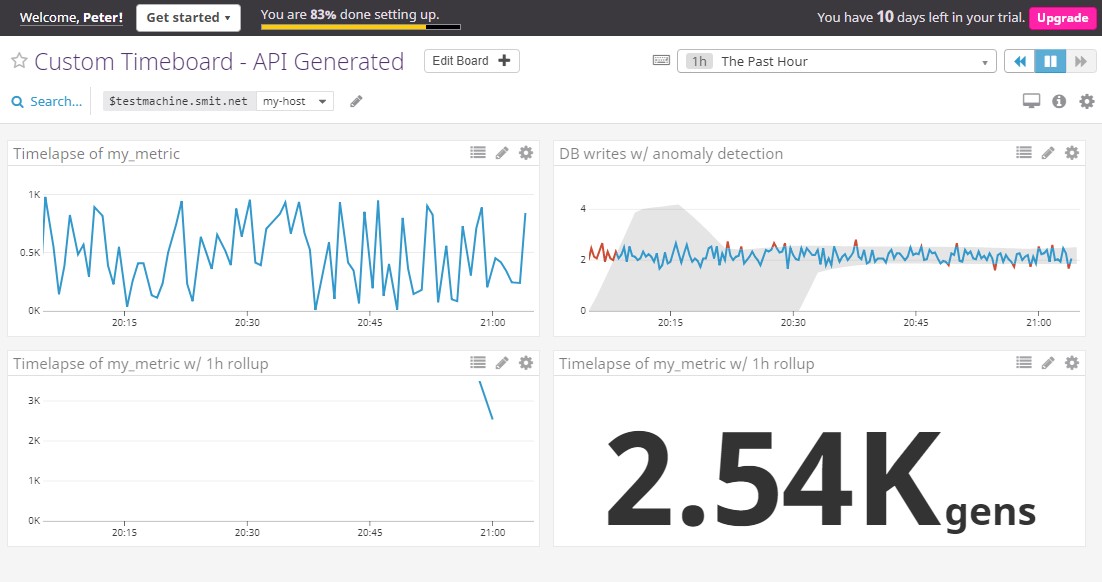 Welcome, Peter!
Get started
You are 83% done setting up.
You have 10 days left in your trial.
Upgrade
Custom Timeboard - API Generated
Edit Board
1h The Past Hour
Search...
$testmachine.smit.net my-host
Timelapse of my_metric
1K
0.5K
0K
20:15 20:30 20:45 21:00
DB writes w/ anomaly detection
4
2
0
20:15 20:30 20:45 21:00
Timelapse of my_metric w/ 1h rollup
3K
2K
1K
0K
20:15 20:30 20:45 21:00
Timelapse of my_metric w/ 1h rollup
2.54K gens